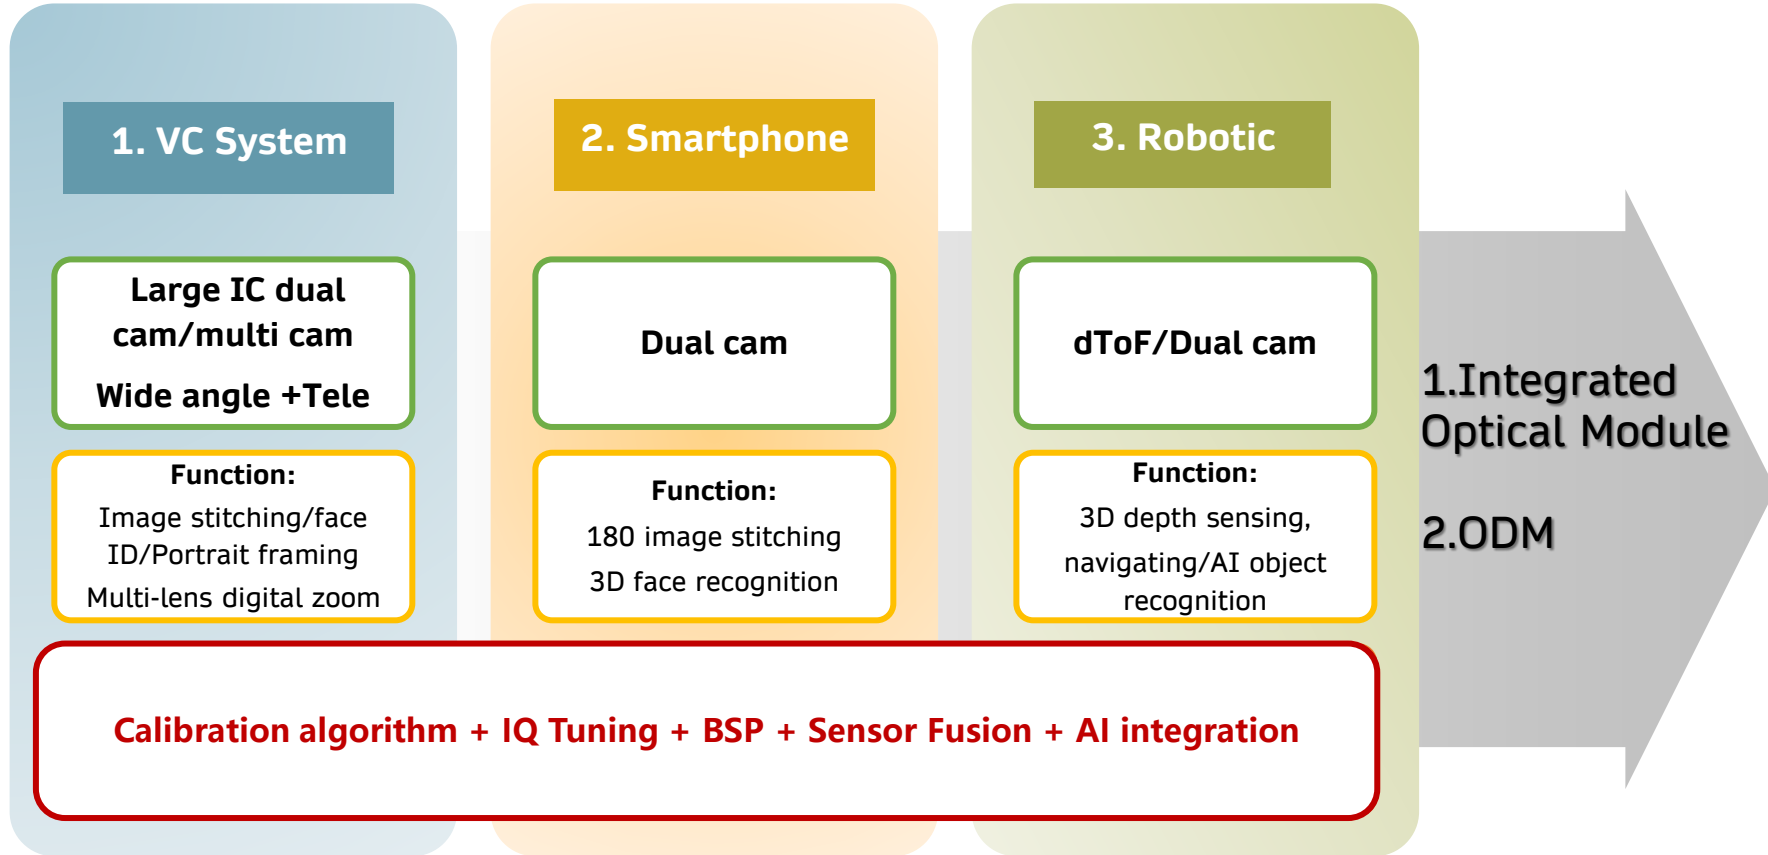 1. VC System
Large IC dual
cam/multi cam
Wide angle +Tele
Function:
Image stitching/face
ID/Portrait framing
Multi-lens digital zoom
2. Smartphone
Dual cam
Function:
180 image stitching
3D face recognition
3. Robotic
dToF/Dual cam
Function:
3D depth sensing,
navigating/AI object
recognition
Calibration algorithm + IQ Tuning + BSP + Sensor Fusion + AI integration
1.Integrated
Optical Module
2.ODM